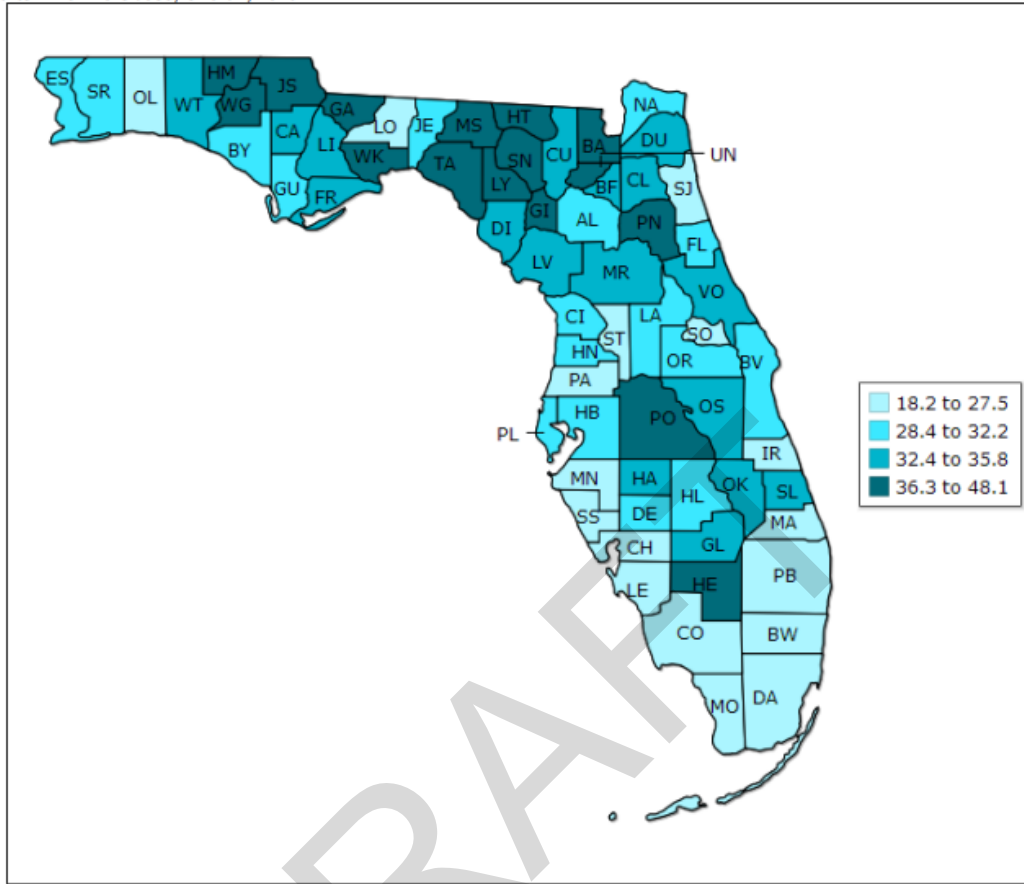 ES
SR
OL
WT
HM
WG
JS
BY
CA
GU
LI
FR
GA
LO
WK
JE
MS
TA
HT
SN
LY
CU
BA
NA
DU
UN
BF
CL
SJ
DI
GI
AL
PN
FL
LV
MR
VO
CI
ST
LA
SO
HN
OR
BV
PA
HB
PL
PO
OS
IR
MN
HA
HL
OK
SL
SS
DE
MA
CH
GL
LE
HE
PB
CO
BW
MO
DA
18.2 to 27.5
28.4 to 32.2
32.4 to 35.8
36.3 to 48.1